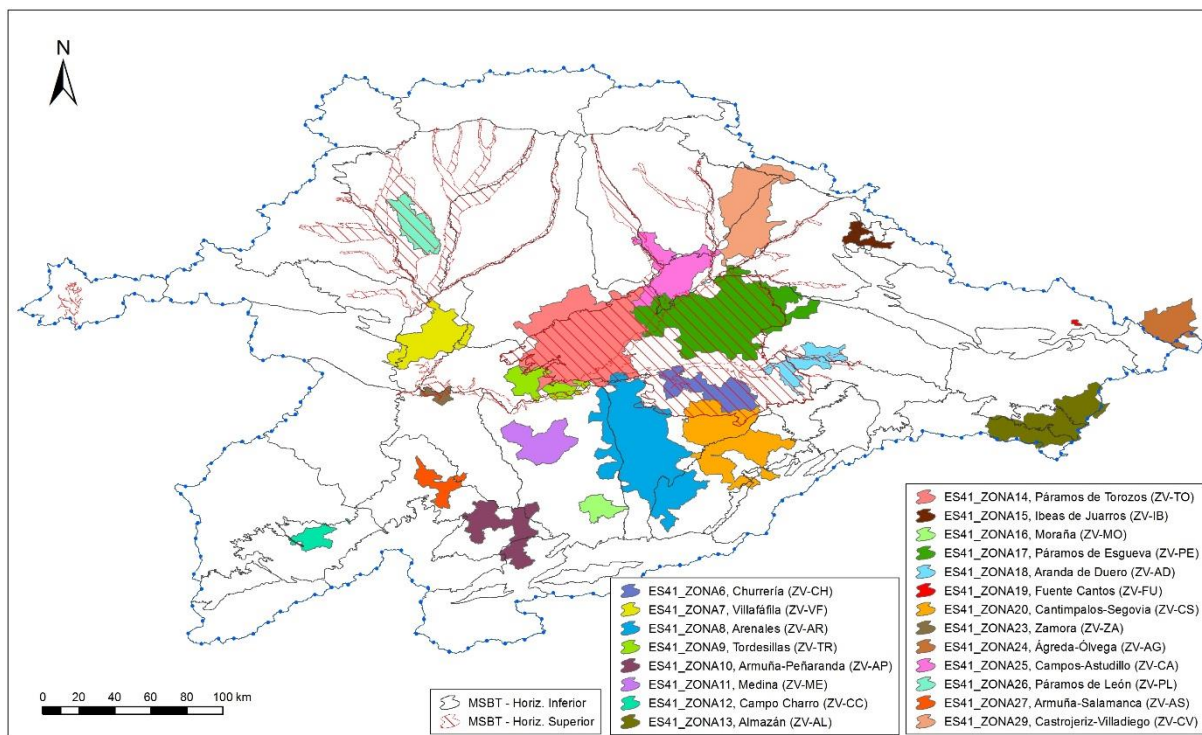 N
0 20 40 60 80 100 km
MSBT - Horiz. Inferior
MSBT - Horiz. Superior
ES41_ZONA6, Churrería (ZV-CH)
ES41_ZONA7, Villafáfila (ZV-VF)
ES41_ZONA8, Arenales (ZV-AR)
ES41_ZONA9, Tordesillas (ZV-TR)
ES41_ZONA10, Armuña-Peñaranda (ZV-AP)
ES41_ZONA11, Medina (ZV-ME)
ES41_ZONA12, Campo Charro (ZV-CC)
ES41_ZONA13, Almazán (ZV-AL)
ES41_ZONA14, Páramos de Torozos (ZV-TO)
ES41_ZONA15, Ibeas de Juarros (ZV-IB)
ES41_ZONA16, Moraña (ZV-MO)
ES41_ZONA17, Páramos de Esgueva (ZV-PE)
ES41_ZONA18, Aranda de Duero (ZV-AD)
ES41_ZONA19, Fuente Cantos (ZV-FU)
ES41_ZONA20, Cantimpalos-Segovia (ZV-CS)
ES41_ZONA23, Zamora (ZV-ZA)
ES41_ZONA24, Ágreda-Ólvega (ZV-AG)
ES41_ZONA25, Campos-Astudillo (ZV-CA)
ES41_ZONA26, Páramos de León (ZV-PL)
ES41_ZONA27, Armuña-Salamanca (ZV-AS)
ES41_ZONA29, Castrojeriz-Villadiego (ZV-CV)